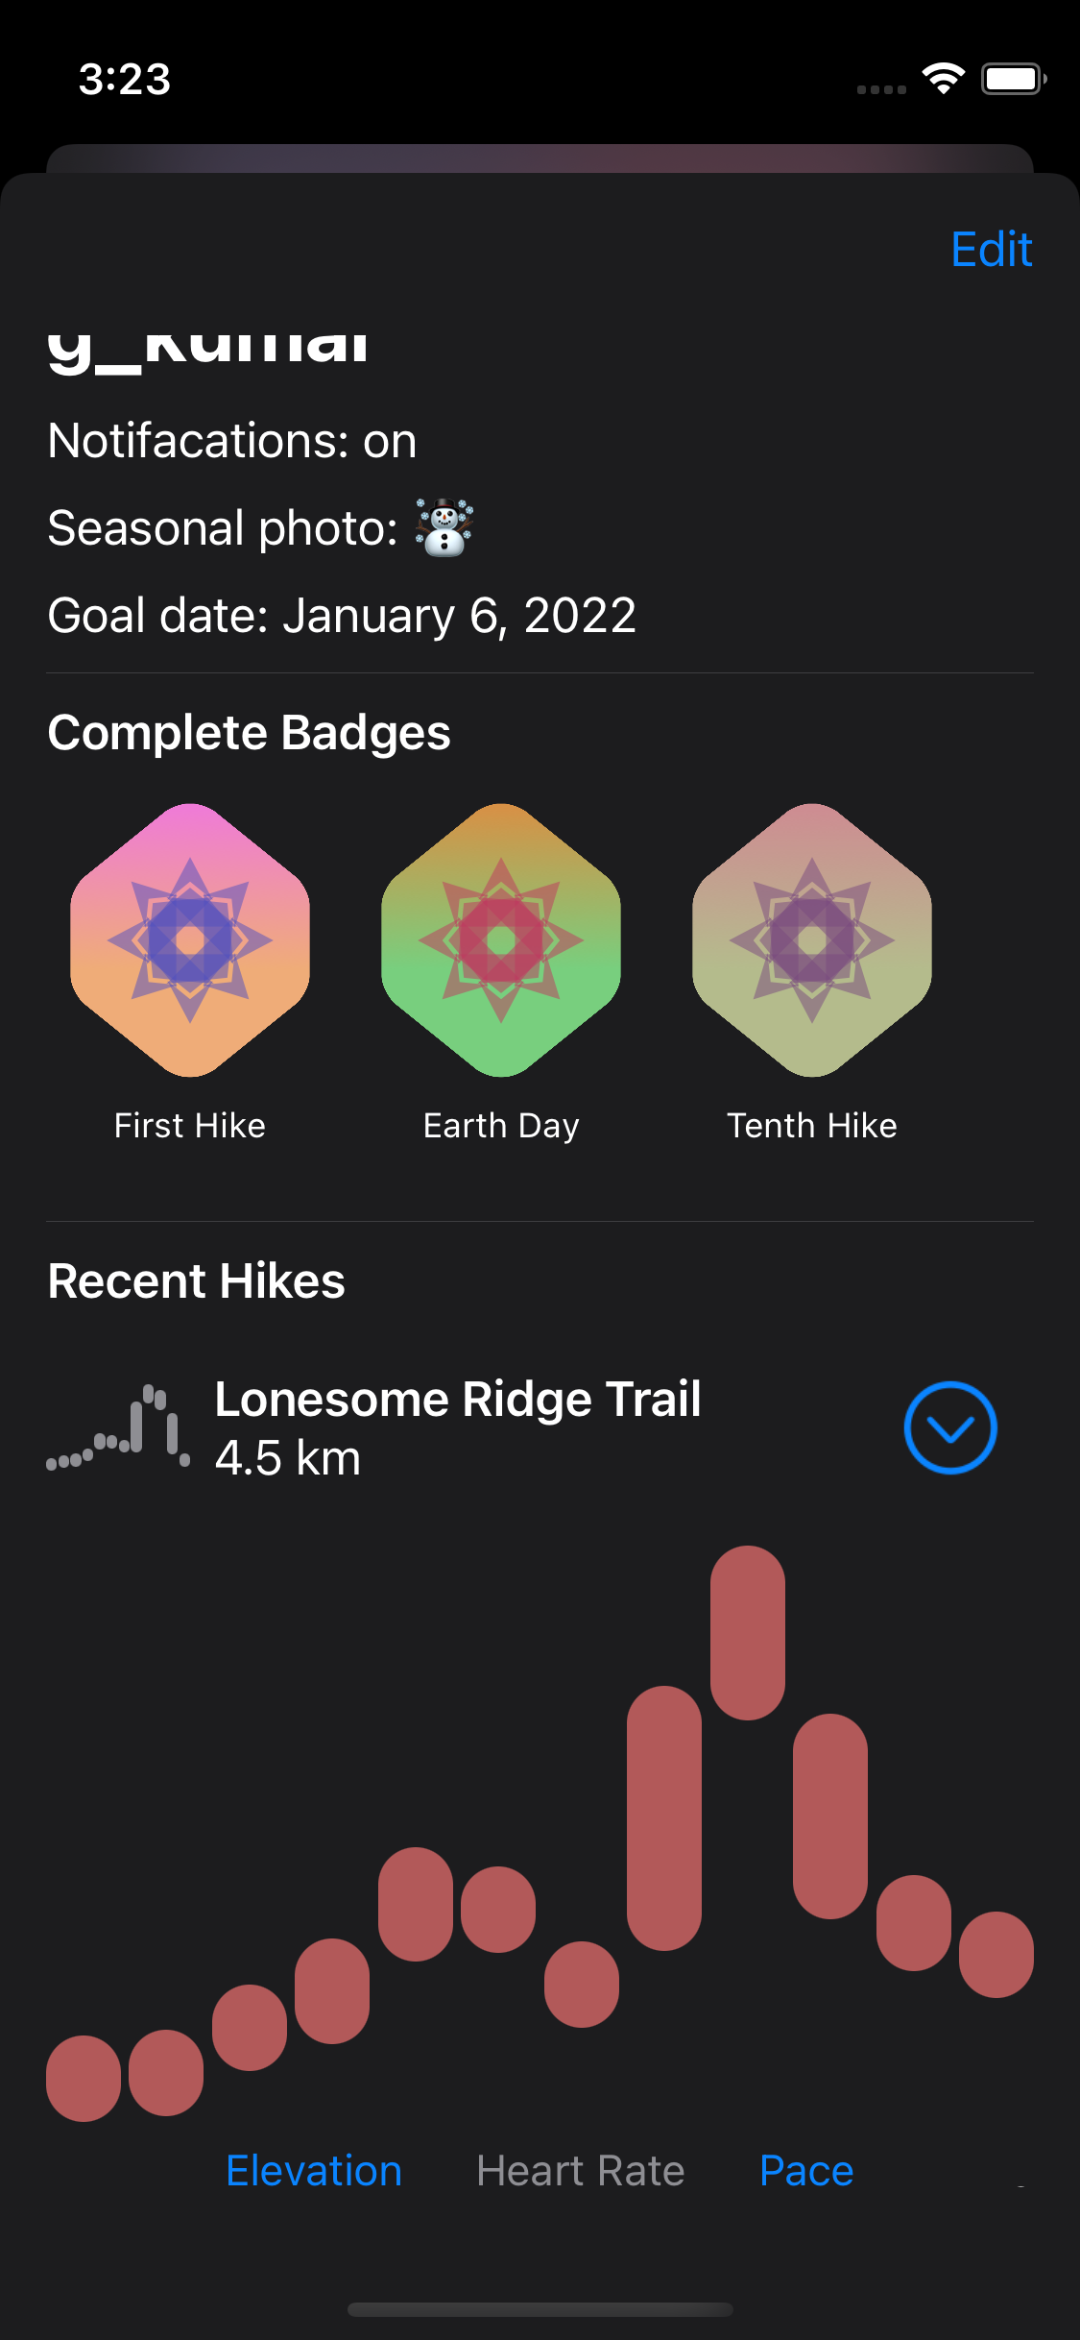 3:23
Edit
g_kumar
Notifacations: on
Seasonal photo: ☃️
Goal date: January 6, 2022
Complete Badges
First Hike
Earth Day
Tenth Hike
Recent Hikes
Lonesome Ridge Trail
4.5 km
Elevation
Heart Rate
Pace